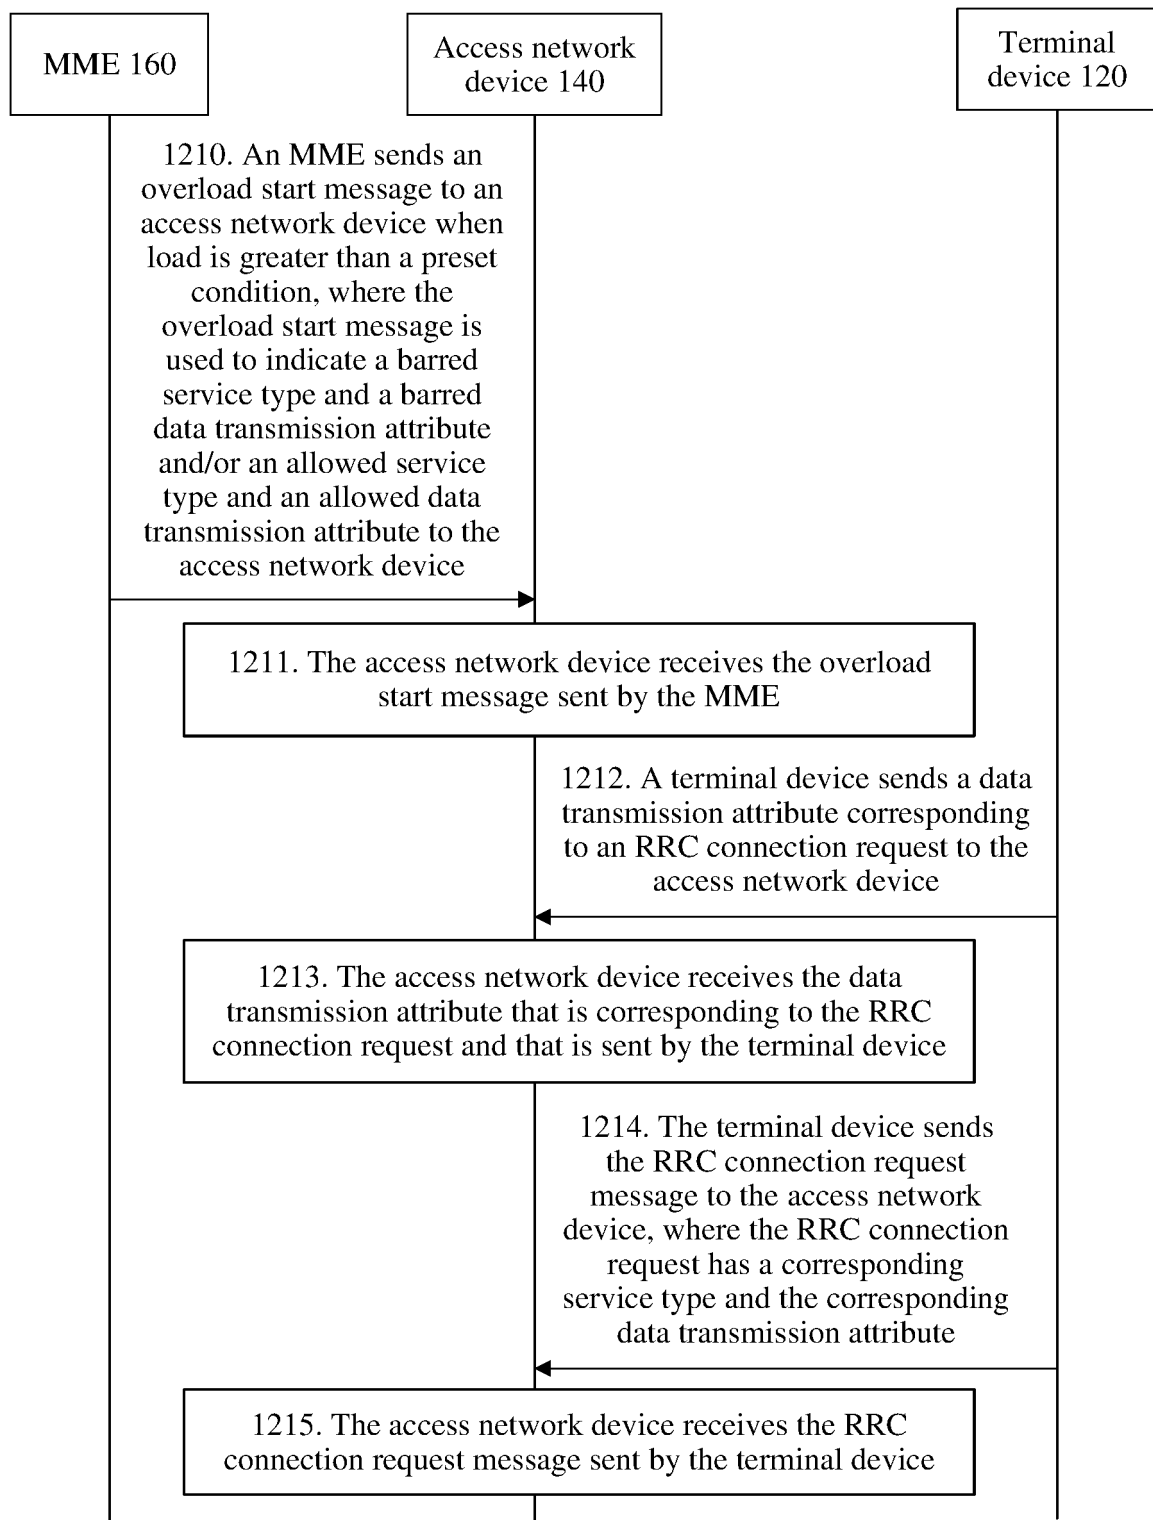 MME 160
Access network
device 140
Terminal
device 120
1210. An MME sends an
overload start message to an
access network device when
load is greater than a preset
condition, where the
overload start message is
used to indicate a barred
service type and a barred
data transmission attribute
and/or an allowed service
type and an allowed data
transmission attribute to the
access network device
1211. The access network device receives the overload
start message sent by the MME
1212. A terminal device sends a data
transmission attribute corresponding
to an RRC connection request to the
access network device
1213. The access network device receives the data
transmission attribute that is corresponding to the RRC
connection request and that is sent by the terminal device
1214. The terminal device sends
the RRC connection request
message to the access network
device, where the RRC connection
request has a corresponding
service type and the corresponding
data transmission attribute
1215. The access network device receives the RRC
connection request message sent by the terminal device